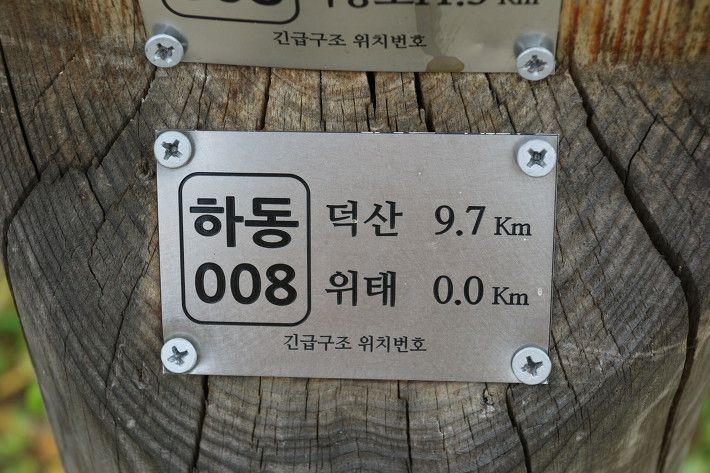 긴급구조 위치번호
하동
008
덕산 9.7 Km
위태 0.0 Km
긴급구조 위치번호